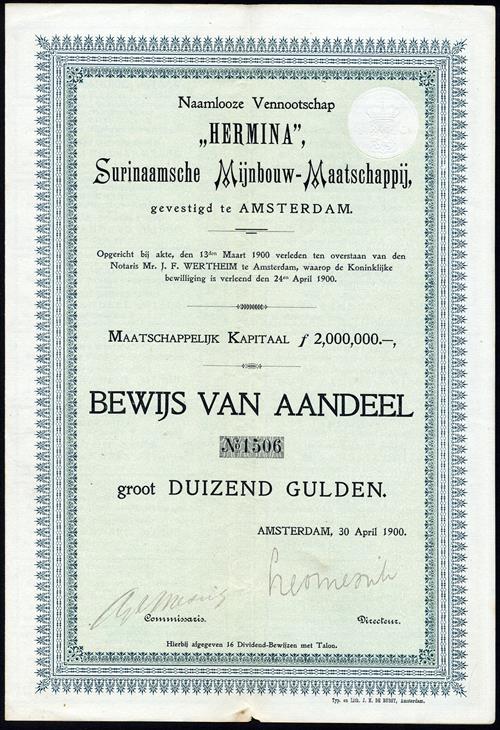 Naamlooze Vennootschap
„HERMINA”,
Surinaamsche Mijnbouw-Maatschappij,
gevestigd te AMSTERDAM.
Opgericht bij akte, den 13den Maart 1900 verleden ten overstaan van den
Notaris Mr. J. F. WERTHEIM te Amsterdam, waarop de Koninklijke
bewilliging is verleend den 24en April 1900.
MAATSCHAPPELIJK KAPITAAL ƒ 2,000,000.—,
BEWIJS VAN AANDEEL
No 1506
groot DUIZEND GULDEN.
AMSTERDAM, 30 April 1900.
Commissaris.
Directeur.
Hierbij afgegeven 16 Dividend-Bewijzen met Talon.
Typ. en Lith. J. H. DE BUSSY, Amsterdam.